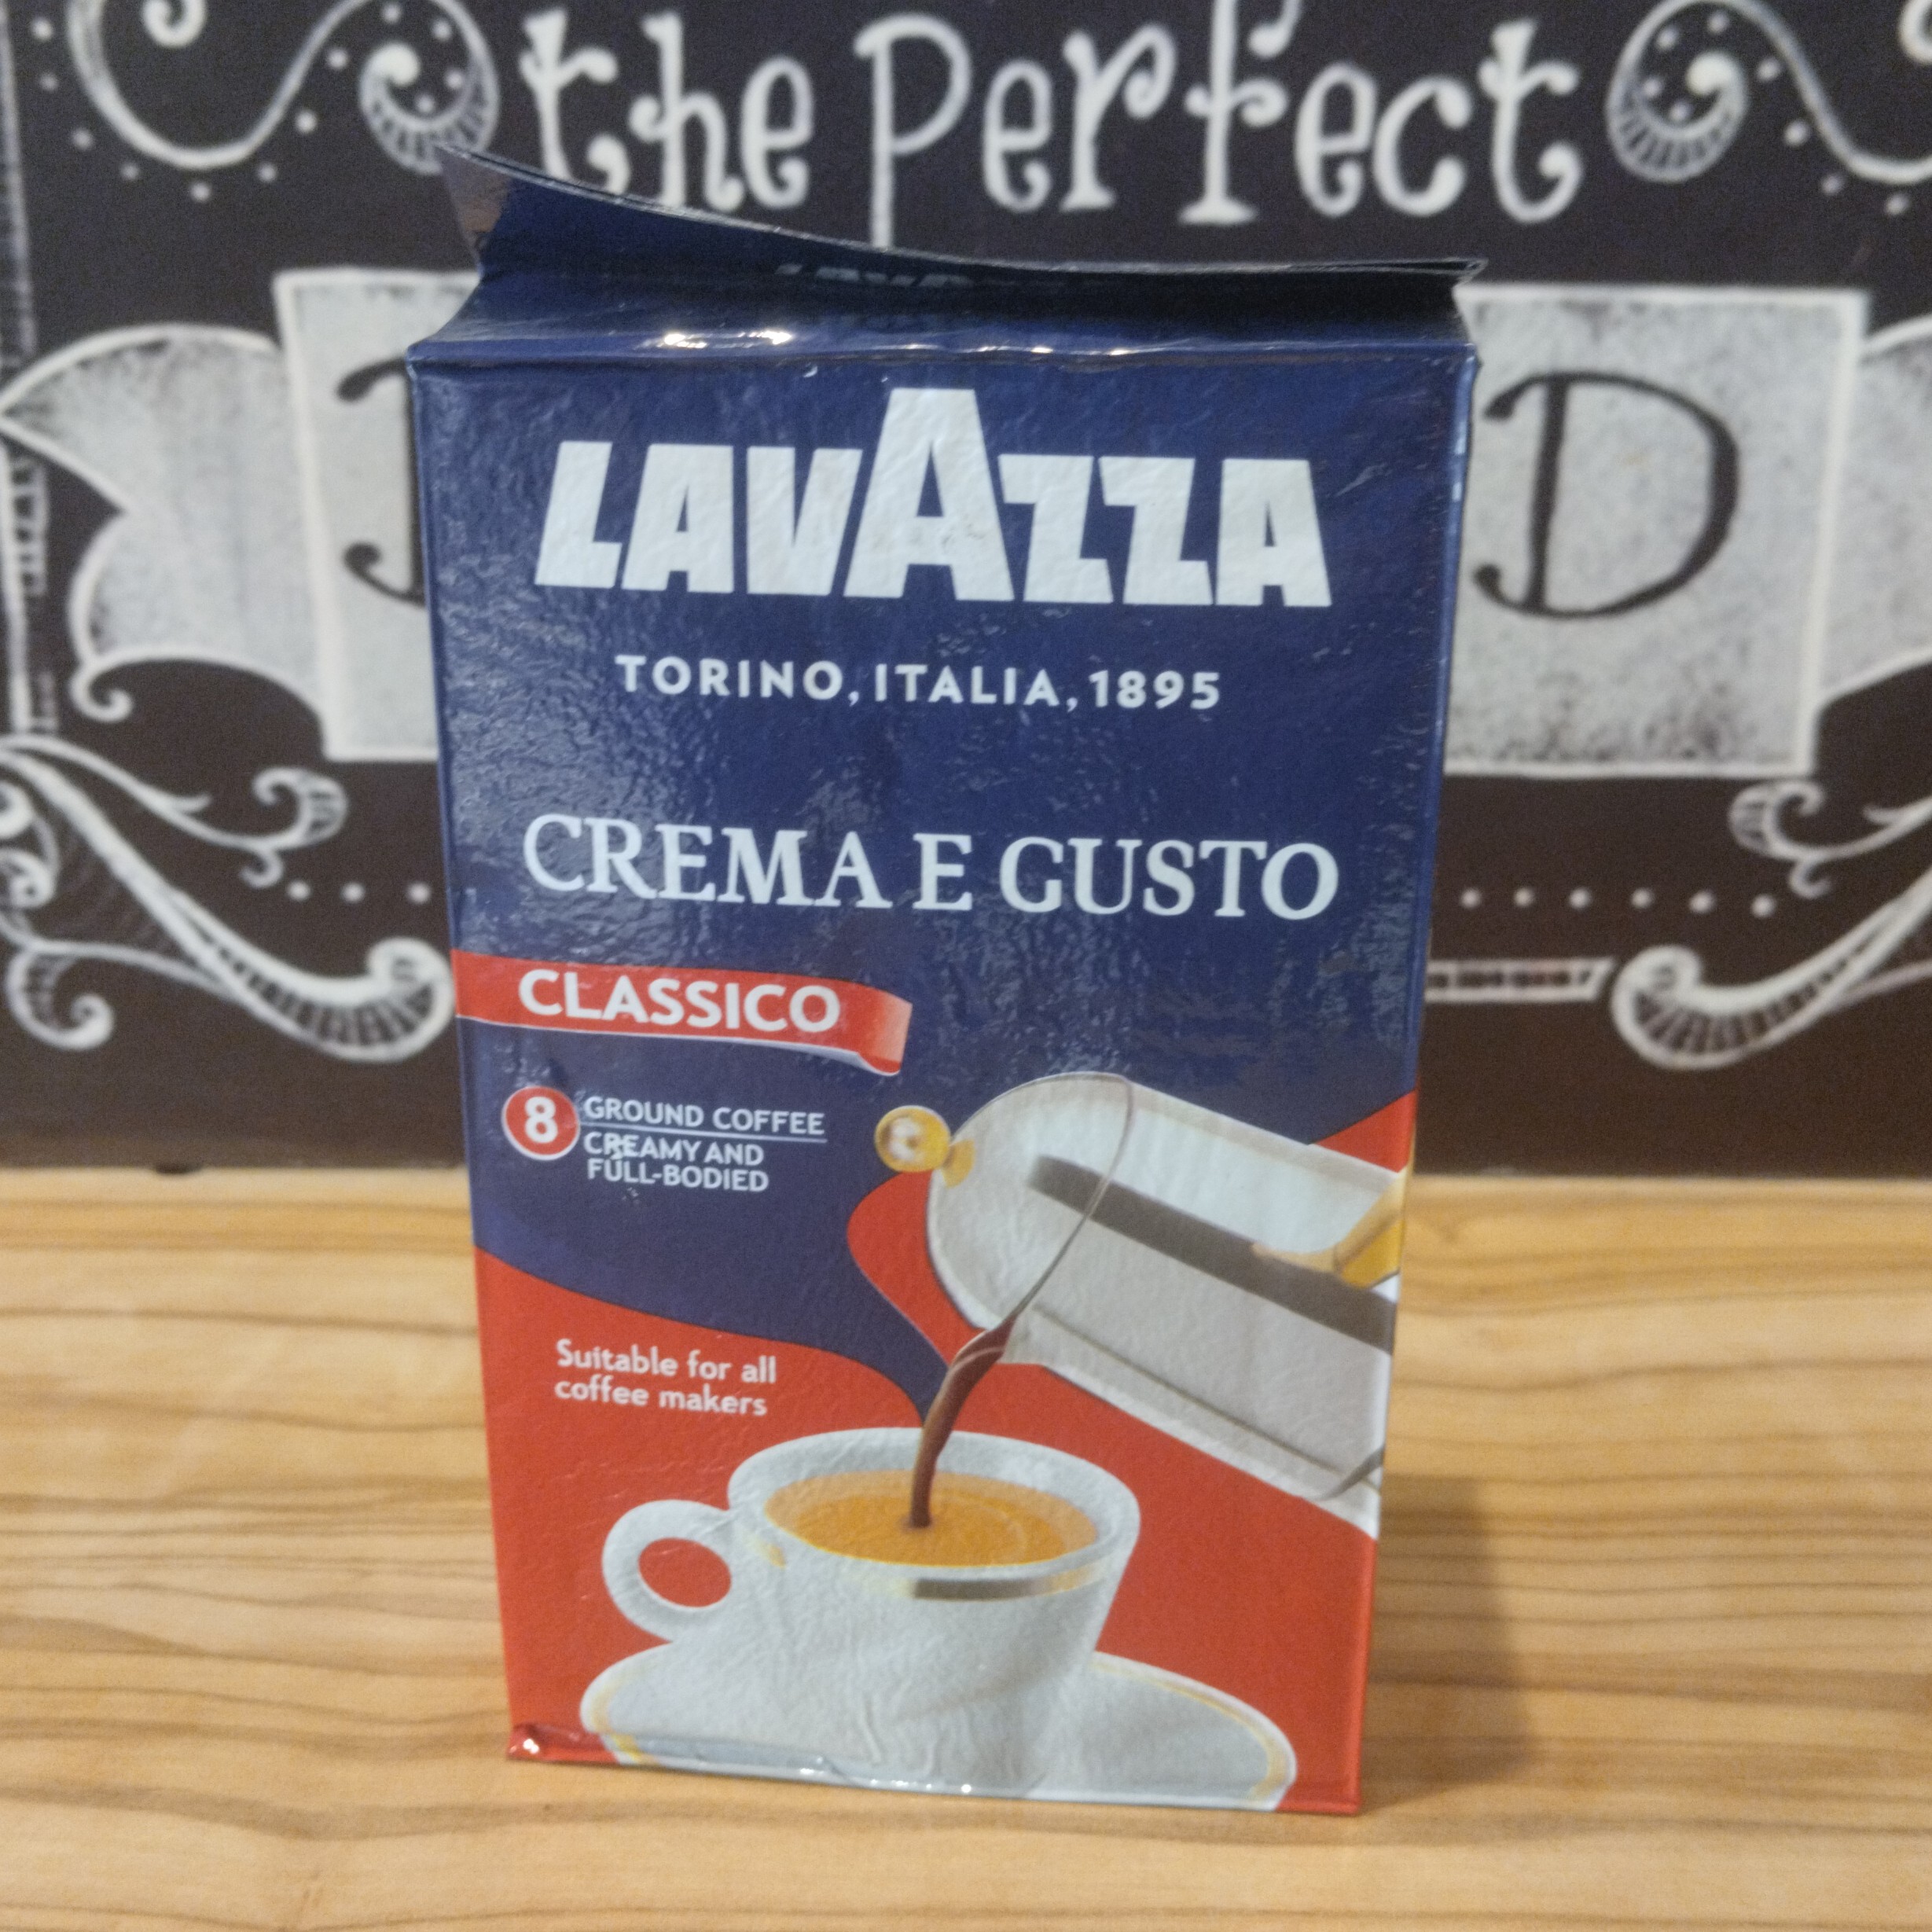 the Perfect
D
LAVAZZA
TORINO, ITALIA, 1895
CREMA E GUSTO
CLASSICO
8 GROUND COFFEE
CREAMY AND
FULL-BODIED
Suitable for all
coffee makers